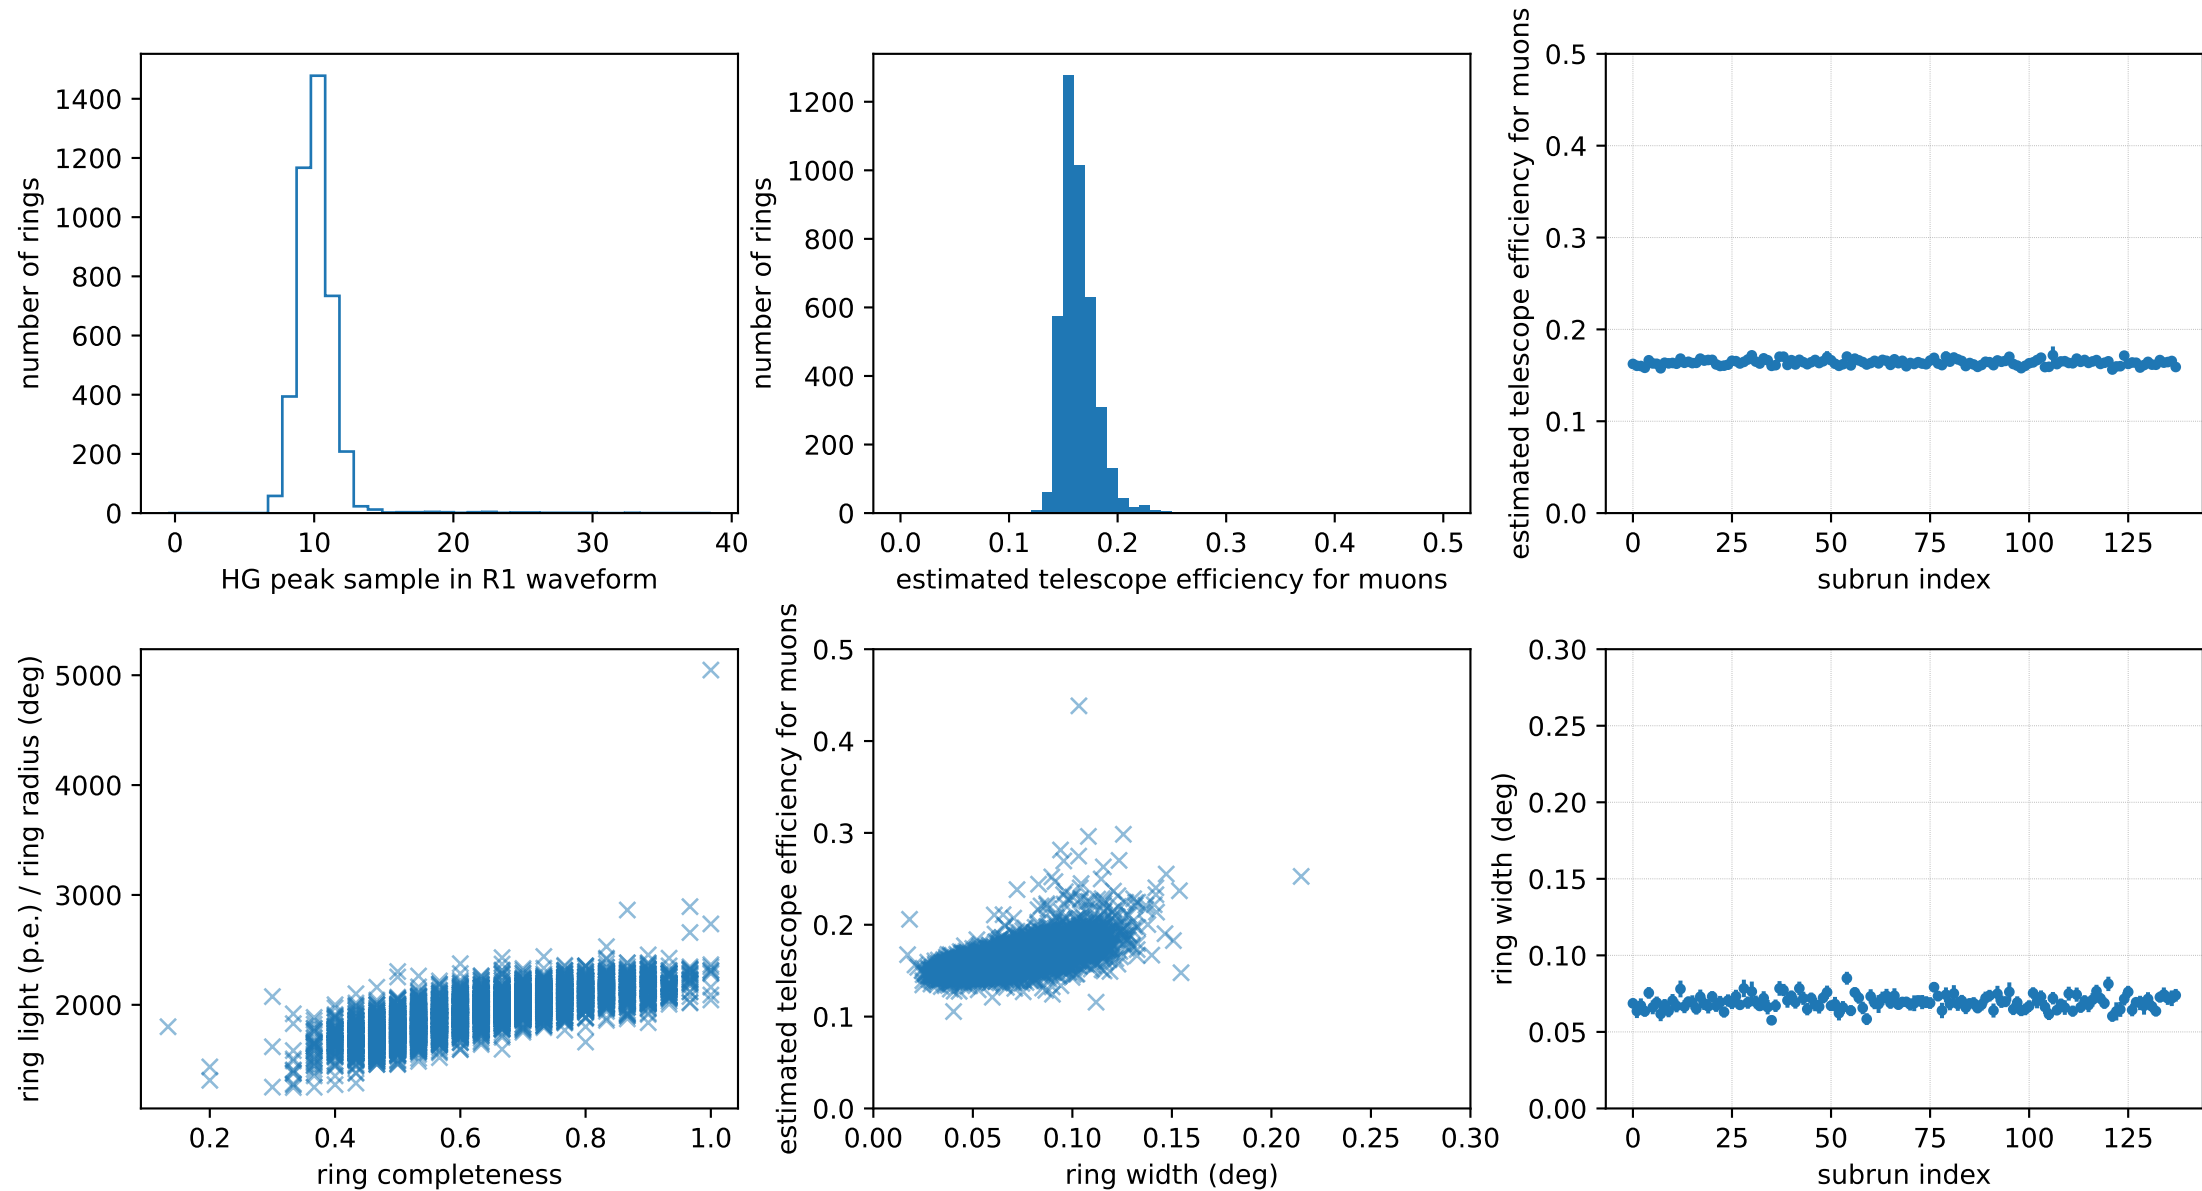 number of rings
1400
1200
1000
800
600
400
200
0
0 10 20 30 40
HG peak sample in R1 waveform
number of rings
1200
1000
800
600
400
200
0
0.0 0.1 0.2 0.3 0.4 0.5
estimated telescope efficiency for muons
estimated telescope efficiency for muons
0.5
0.4
0.3
0.2
0.1
0.0
0 25 50 75 100 125
subrun index
ring light (p.e.) / ring radius (deg)
5000
4000
3000
2000
0.2 0.4 0.6 0.8 1.0
ring completeness
estimated telescope efficiency for muons
0.5
0.4
0.3
0.2
0.1
0.0
0.00 0.05 0.10 0.15 0.20 0.25 0.30
ring width (deg)
ring width (deg)
0.30
0.25
0.20
0.15
0.10
0.05
0.00
0 25 50 75 100 125
subrun index